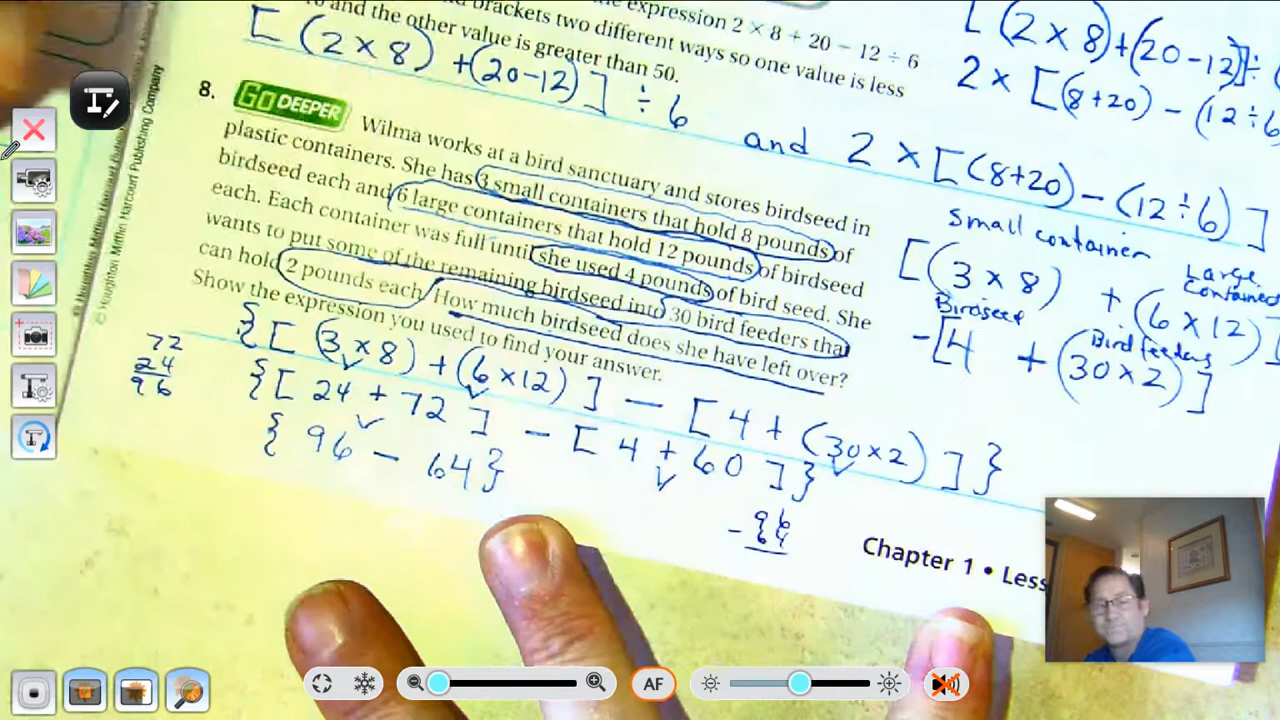 expression 2 × 8 + 20 − 12 ÷ 6
brackets two different ways so one value is less
and the other value is greater than 50.
[ (2 × 8) + (20 − 12) ] ÷ 6
and 2 × [ (8 + 20) − (12 ÷ 6) ]
[ (2 × 8) + (20 − 12) ] ÷
2 × [ (8 + 20) − (12 ÷ 6
8. GO DEEPER Wilma works at a bird sanctuary and stores birdseed in
plastic containers. She has 3 small containers that hold 8 pounds of
birdseed each and 6 large containers that hold 12 pounds of birdseed
each. Each container was full until she used 4 pounds of bird seed. She
wants to put some of the remaining birdseed into 30 bird feeders that
can hold 2 pounds each. How much birdseed does she have left over?
Show the expression you used to find your answer.
small container
[ (3 × 8)
Large
Container
+ (6 × 12) ]
Birdseed
Bird feeders
− [ 4 + (30 × 2) ]
{ [ (3 × 8) + (6 × 12) ] − [ 4 + (30 × 2) ] }
{ [ 24 + 72 ] − [ 4 + 60 ] }
{ 96 − 64 }
72
24
96
96
− 64
Chapter 1 • Less
© Houghton Mifflin Harcourt Publishing Company
AF